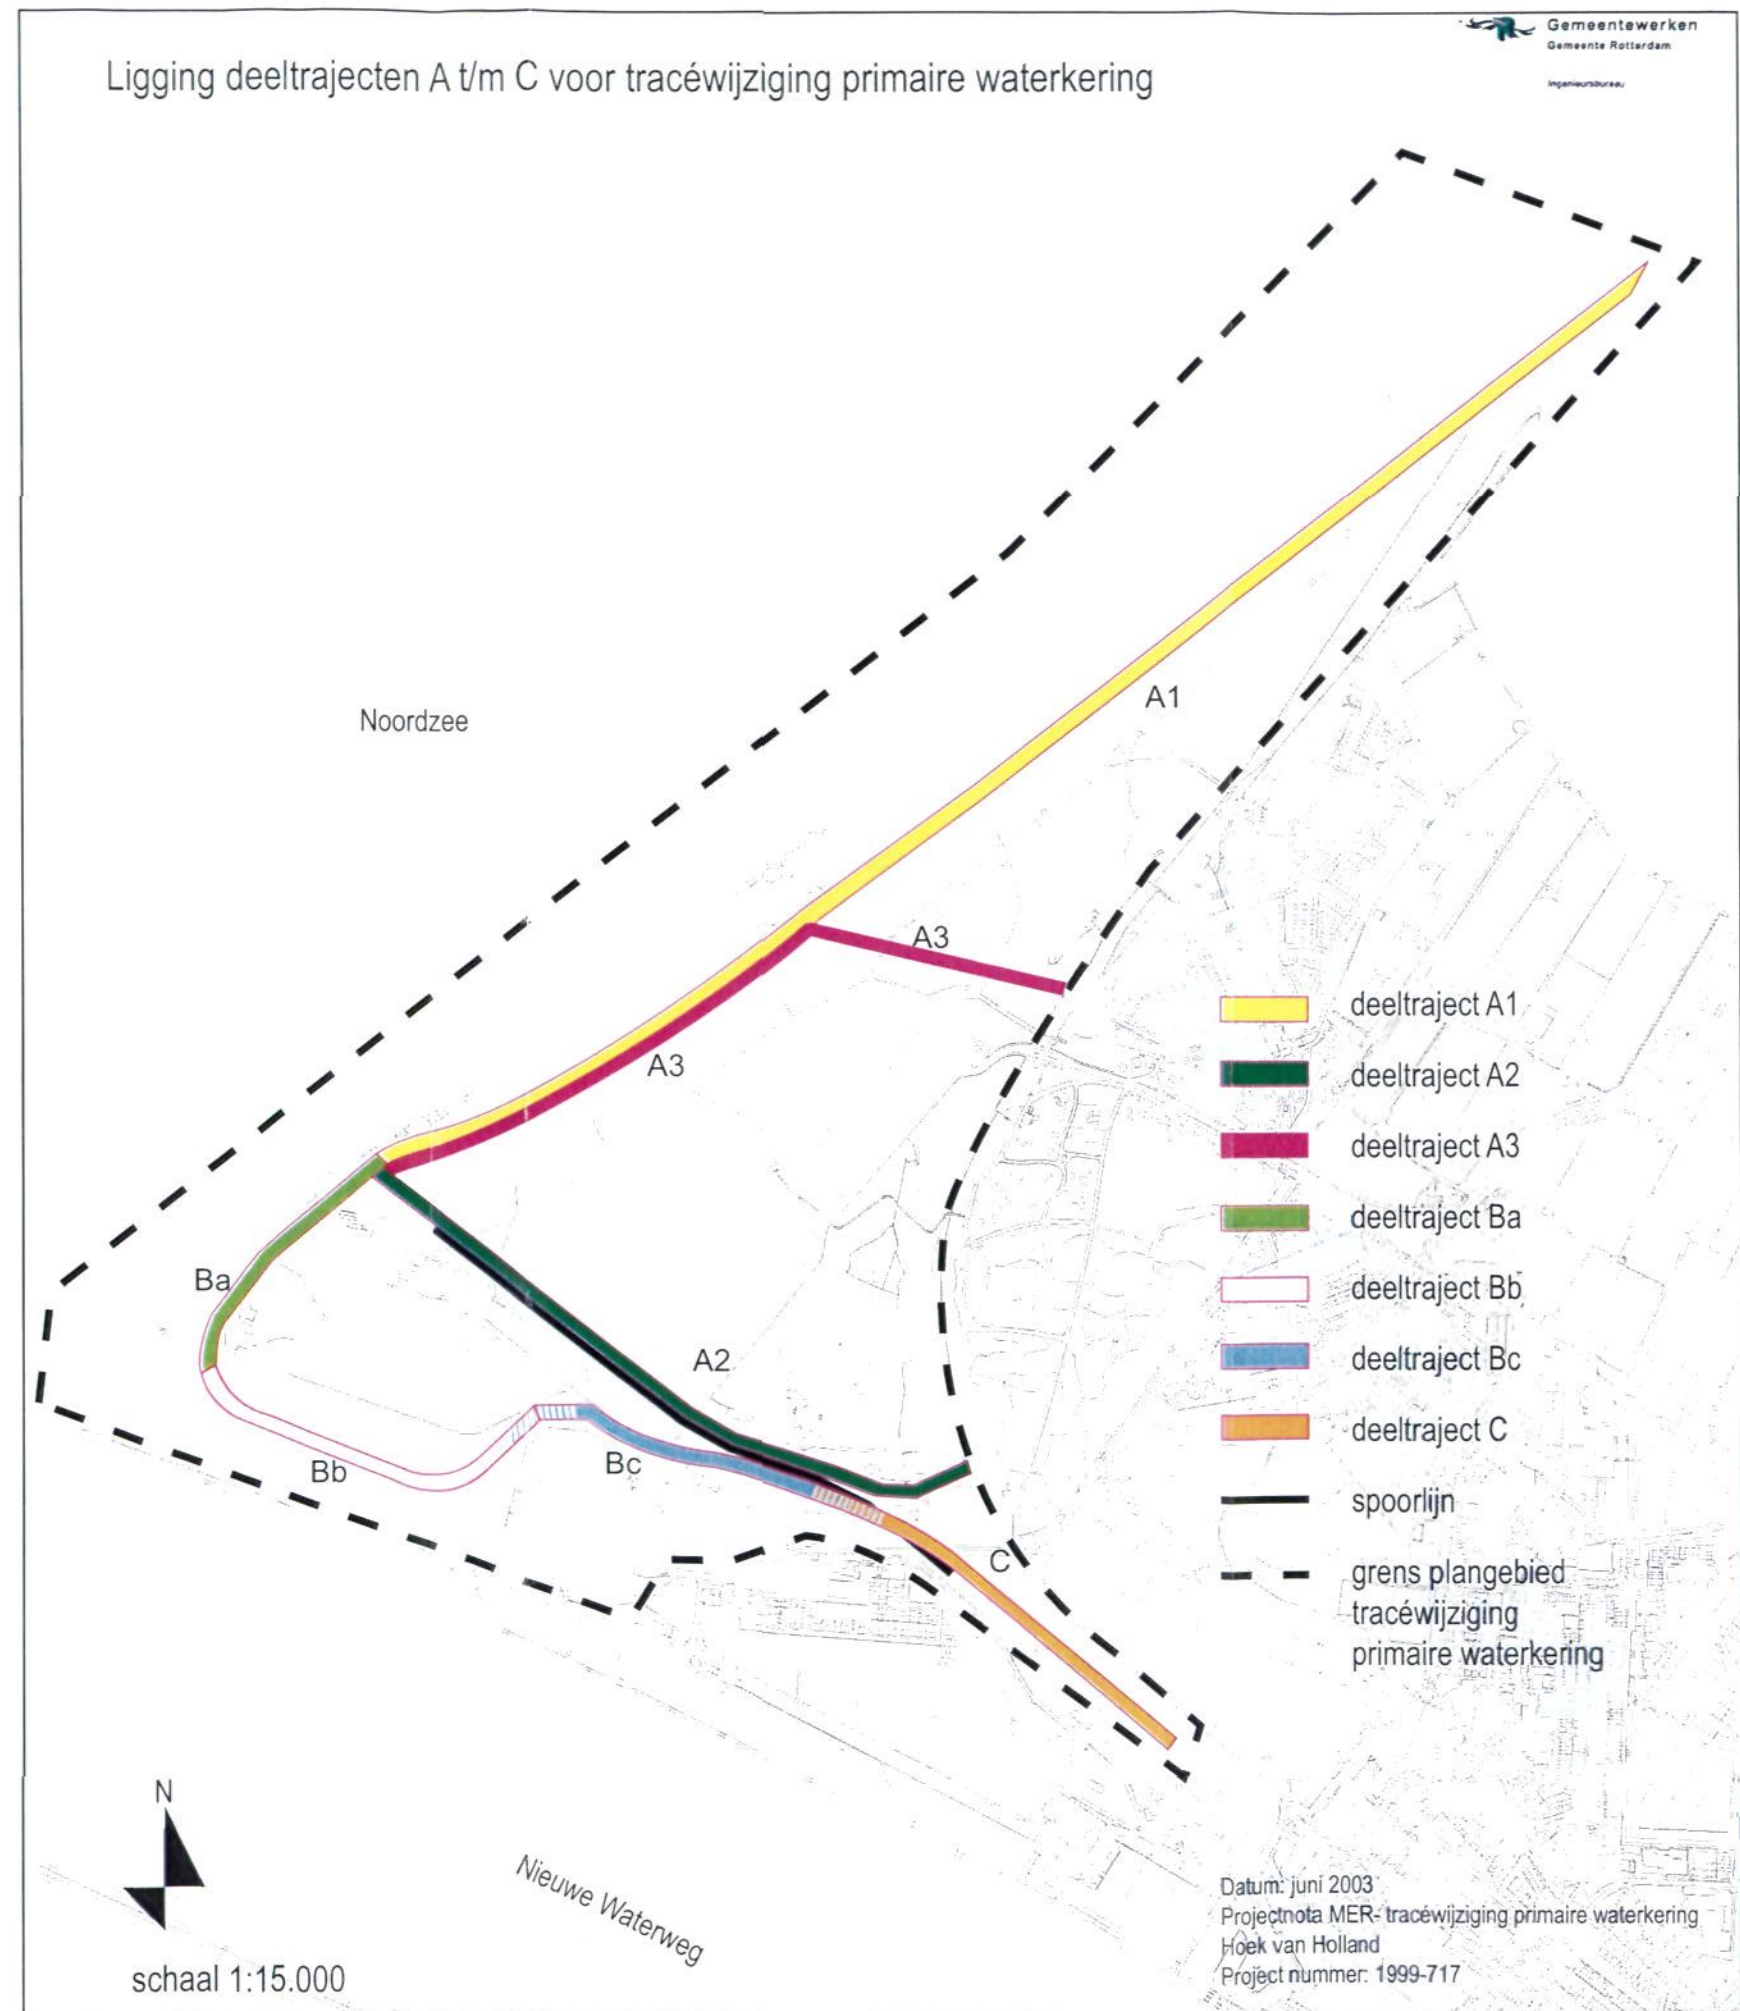 Gemeentewerken
Gemeente Rotterdam
Ingenieursbureau
Ligging deeltrajecten A t/m C voor tracéwijziging primaire waterkering
A1
Noordzee
A3
A3
deeltraject A1
deeltraject A2
deeltraject A3
deeltraject Ba
deeltraject Bb
deeltraject Bc
deeltraject C
spoorlijn
grens plangebied
tracéwijziging
primaire waterkering
Ba
A2
Bb
Bc
C
N
Nieuwe Waterweg
schaal 1:15.000
Datum: juni 2003
Projectnota MER- tracéwijziging primaire waterkering
Hoek van Holland
Project nummer: 1999-717